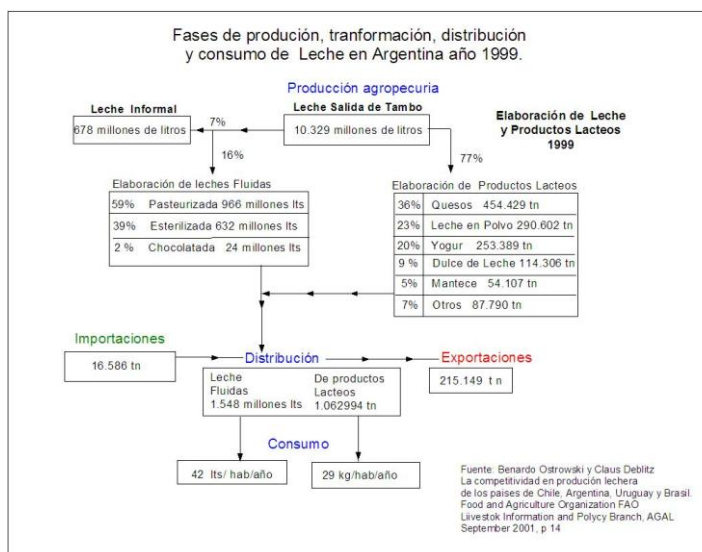 Fases de produción, tranformación, distribución
y consumo de Leche en Argentina año 1999.
Producción agropecuria
Leche Informal
Leche Salida de Tambo
Elaboración de Leche
y Productos Lacteos
1999
678 millones de litros
7%
10.329 millones de litros
16%
77%
Elaboración de leches Fluidas
59% Pasteurizada 966 millones lts
39% Esterilizada 632 millones lts
2 % Chocolatada 24 millones lts
Elaboración de Productos Lacteos
36% Quesos 454.429 tn
23% Leche en Polvo 290.602 tn
20% Yogur 253.389 tn
9 % Dulce de Leche 114.306 tn
5% Mantece 54.107 tn
7% Otros 87.790 tn
Importaciones
16.586 tn
Distribución
Exportaciones
215.149 t n
Leche
Fluidas
1.548 millones lts
De productos
Lacteos
1.062994 tn
Consumo
42 lts/ hab/año
29 kg/hab/año
Fuente: Benardo Ostrowski y Claus Deblitz
La competitividad en produción lechera
de los paises de Chile, Argentina, Uruguay y Brasil.
Food and Agriculture Organization FAO
Liivestok Information and Polycy Branch, AGAL
September 2001, p 14